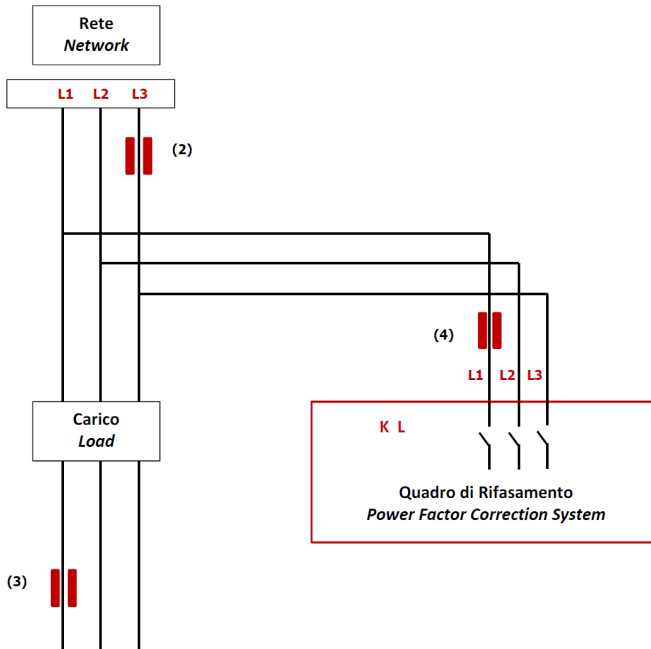 Rete
Network
L1 L2 L3
(2)
(4)
L1 L2 L3
Carico
Load
K L
Quadro di Rifasamento
Power Factor Correction System
(3)